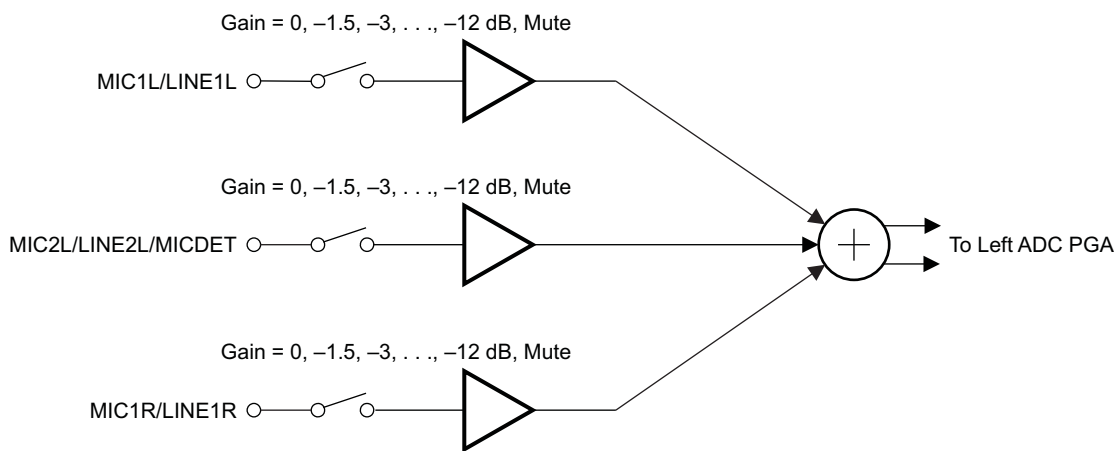 Gain = 0, –1.5, –3, . . ., –12 dB, Mute
MIC1L/LINE1L
Gain = 0, –1.5, –3, . . ., –12 dB, Mute
MIC2L/LINE2L/MICDET
To Left ADC PGA
Gain = 0, –1.5, –3, . . ., –12 dB, Mute
MIC1R/LINE1R